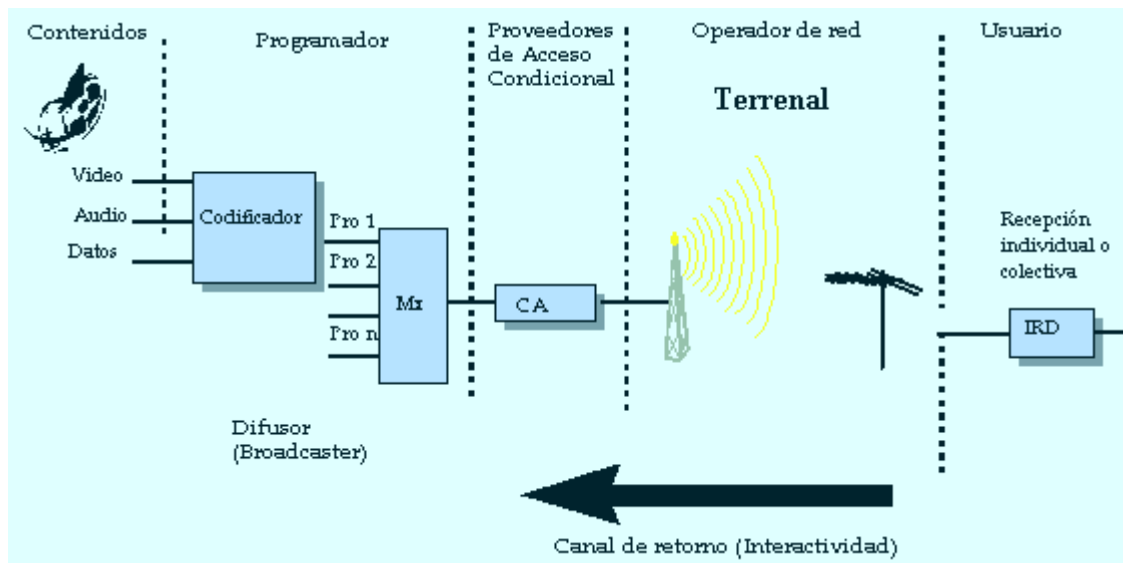 Contenidos
Programador
Proveedores
de Acceso
Condicional
Operador de red
Usuario
Terrenal
Video
Audio
Datos
Codificador
Pro 1
Pro 2
Pro n
Mx
CA
Recepción
individual o
colectiva
IRD
Difusor
(Broadcaster)
Canal de retorno (Interactividad)